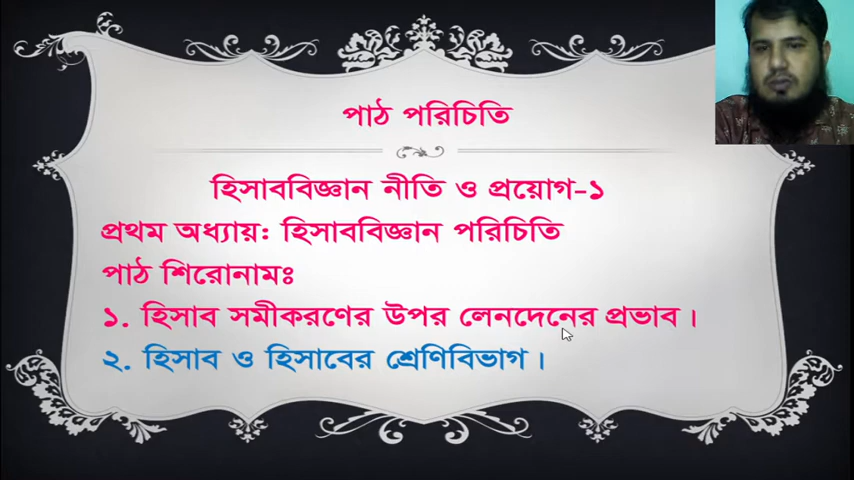 পাঠ পরিচিতি
হিসাববিজ্ঞান নীতি ও প্রয়োগ-১
প্রথম অধ্যায়: হিসাববিজ্ঞান পরিচিতি
পাঠ শিরোনামঃ
১. হিসাব সমীকরণের উপর লেনদেনের প্রভাব।
২. হিসাব ও হিসাবের শ্রেণিবিভাগ।